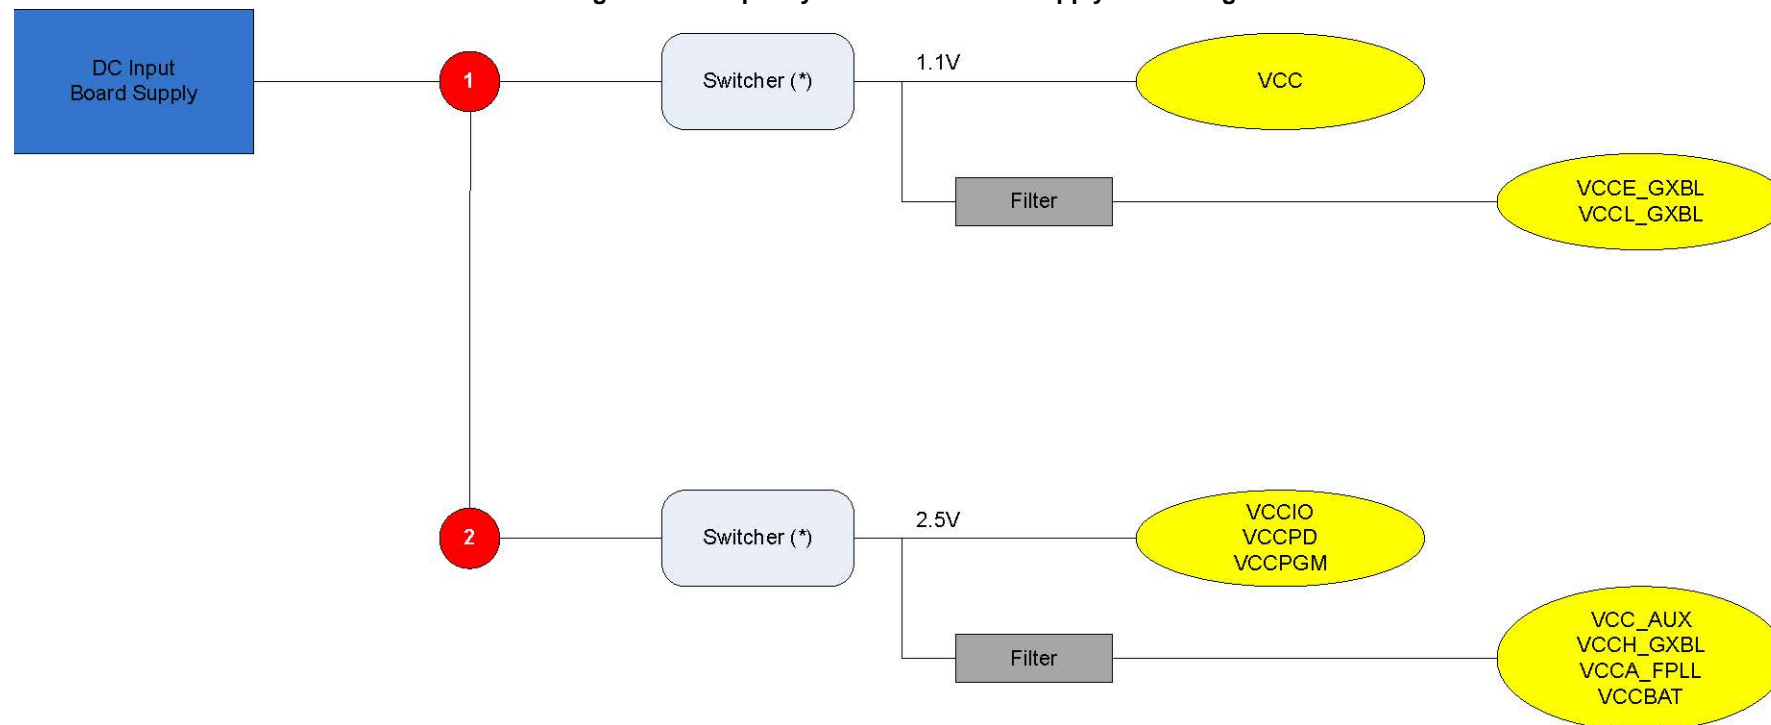 DC Input
Board Supply
1
Switcher (*)
1.1V
VCC
Filter
VCCE_GXBL
VCCL_GXBL
2
Switcher (*)
2.5V
VCCIO
VCCPD
VCCPGM
Filter
VCC_AUX
VCCH_GXBL
VCCA_FPLL
VCCBAT